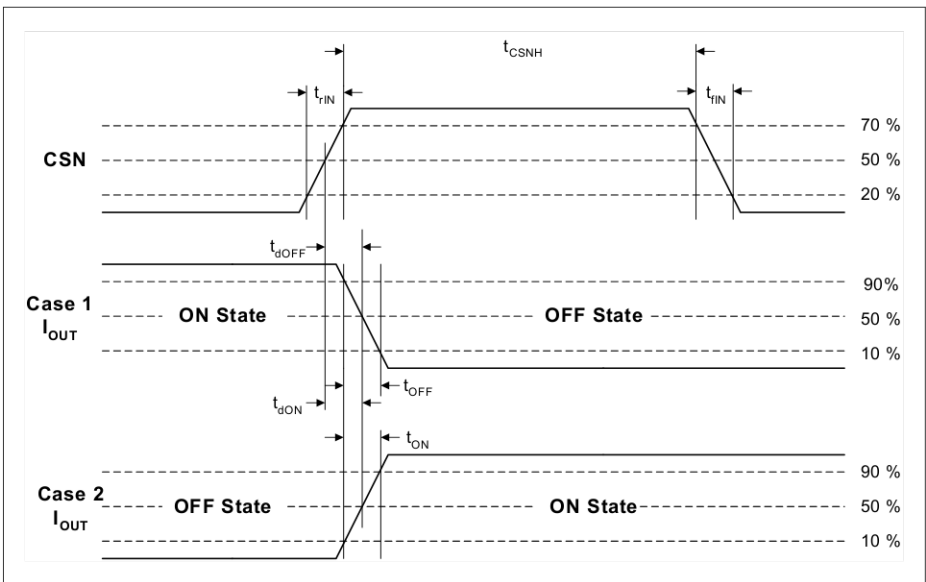 tCSNH
trIN
tfIN
70 %
CSN
50 %
20 %
tdOFF
90%
Case 1
IOUT
ON State
OFF State
50 %
10 %
tOFF
tdON
tON
90 %
Case 2
IOUT
OFF State
ON State
50 %
10 %